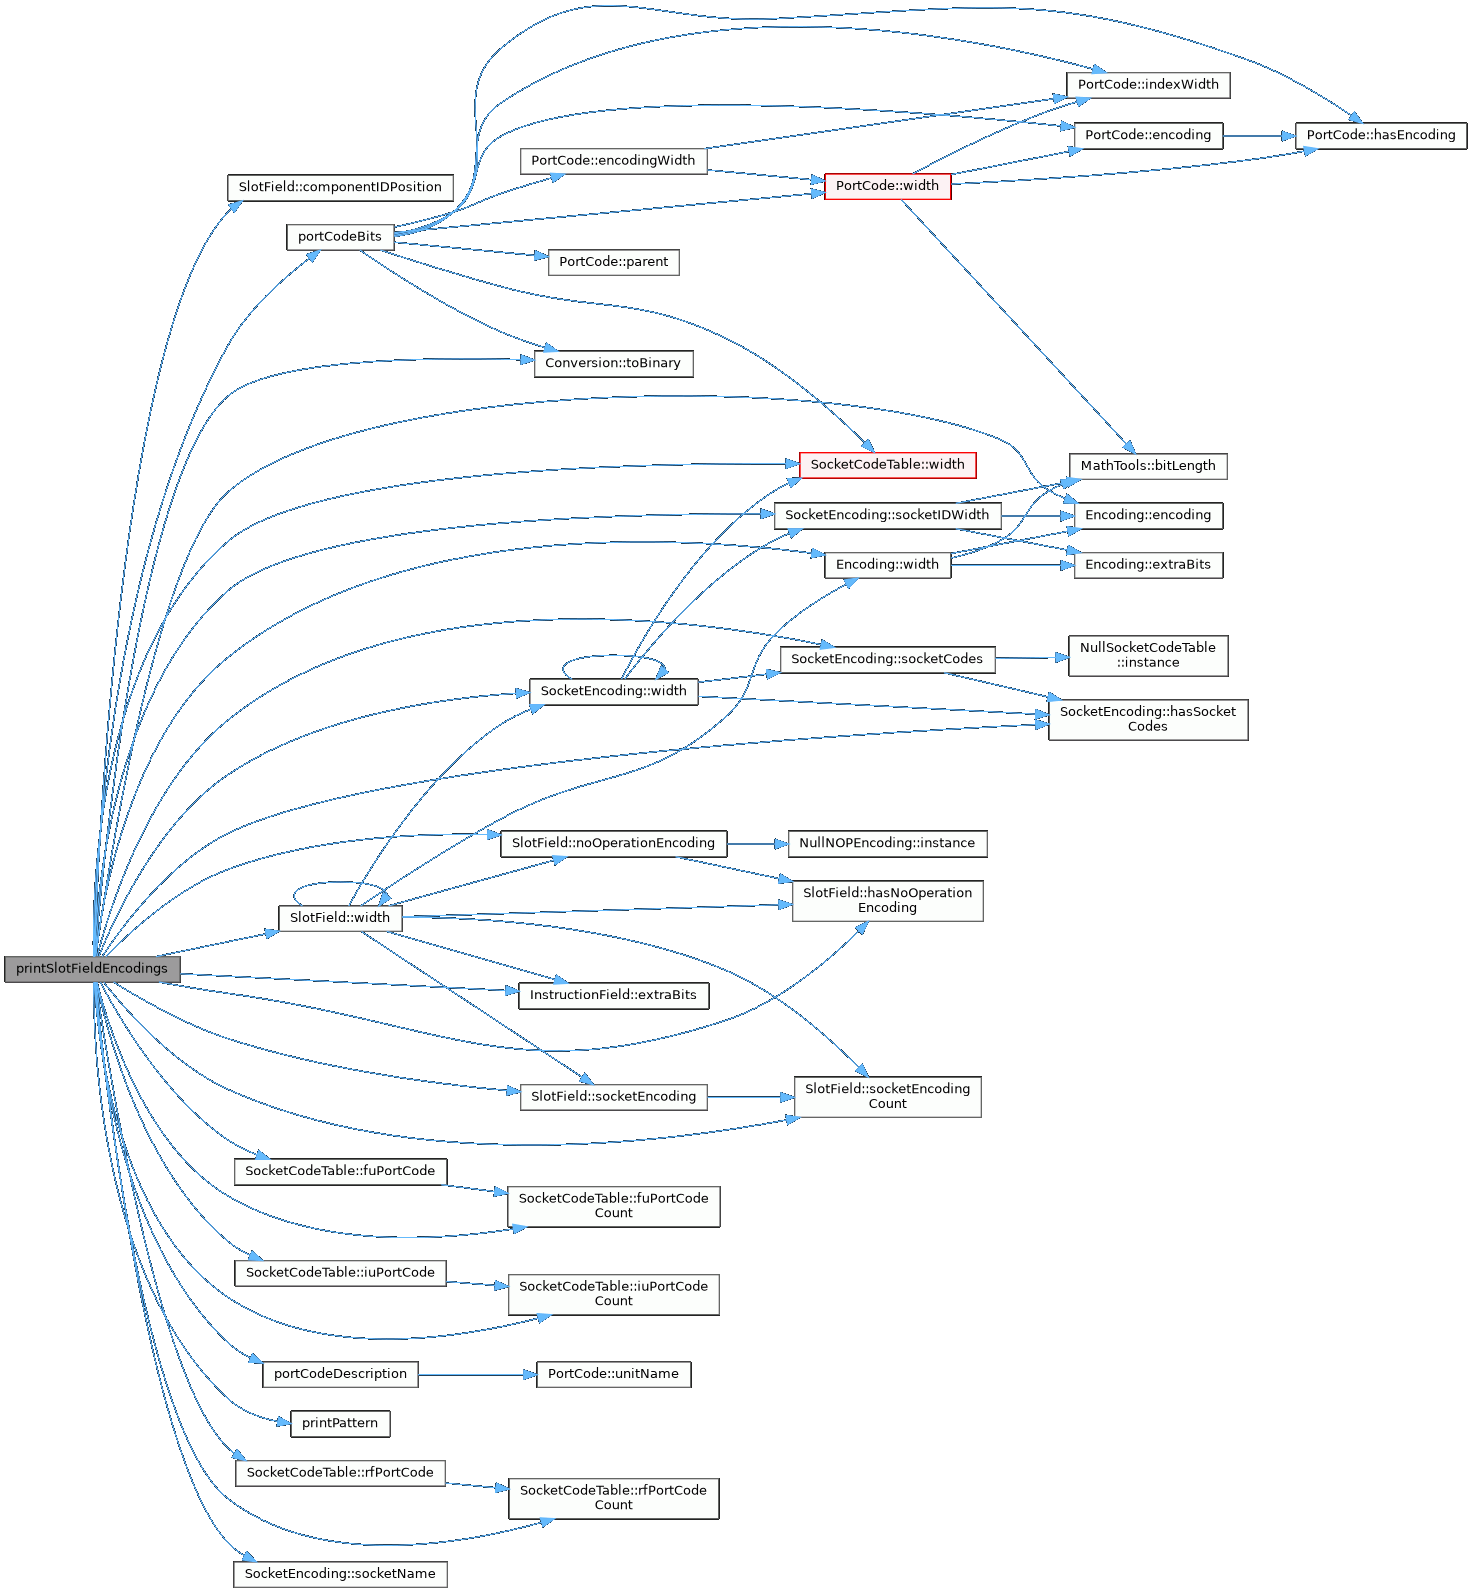 PortCode::indexWidth
PortCode::encoding
PortCode::hasEncoding
PortCode::encodingWidth
SlotField::componentIDPosition
PortCode::width
portCodeBits
PortCode::parent
Conversion::toBinary
SocketCodeTable::width
MathTools::bitLength
SocketEncoding::socketIDWidth
Encoding::encoding
Encoding::width
Encoding::extraBits
SocketEncoding::socketCodes
NullSocketCodeTable
::instance
SocketEncoding::width
SocketEncoding::hasSocket
Codes
SlotField::noOperationEncoding
NullNOPEncoding::instance
SlotField::hasNoOperation
Encoding
SlotField::width
printSlotFieldEncodings
InstructionField::extraBits
SlotField::socketEncoding
SlotField::socketEncoding
Count
SocketCodeTable::fuPortCode
SocketCodeTable::fuPortCode
Count
SocketCodeTable::iuPortCode
SocketCodeTable::iuPortCode
Count
portCodeDescription
PortCode::unitName
printPattern
SocketCodeTable::rfPortCode
SocketCodeTable::rfPortCode
Count
SocketEncoding::socketName